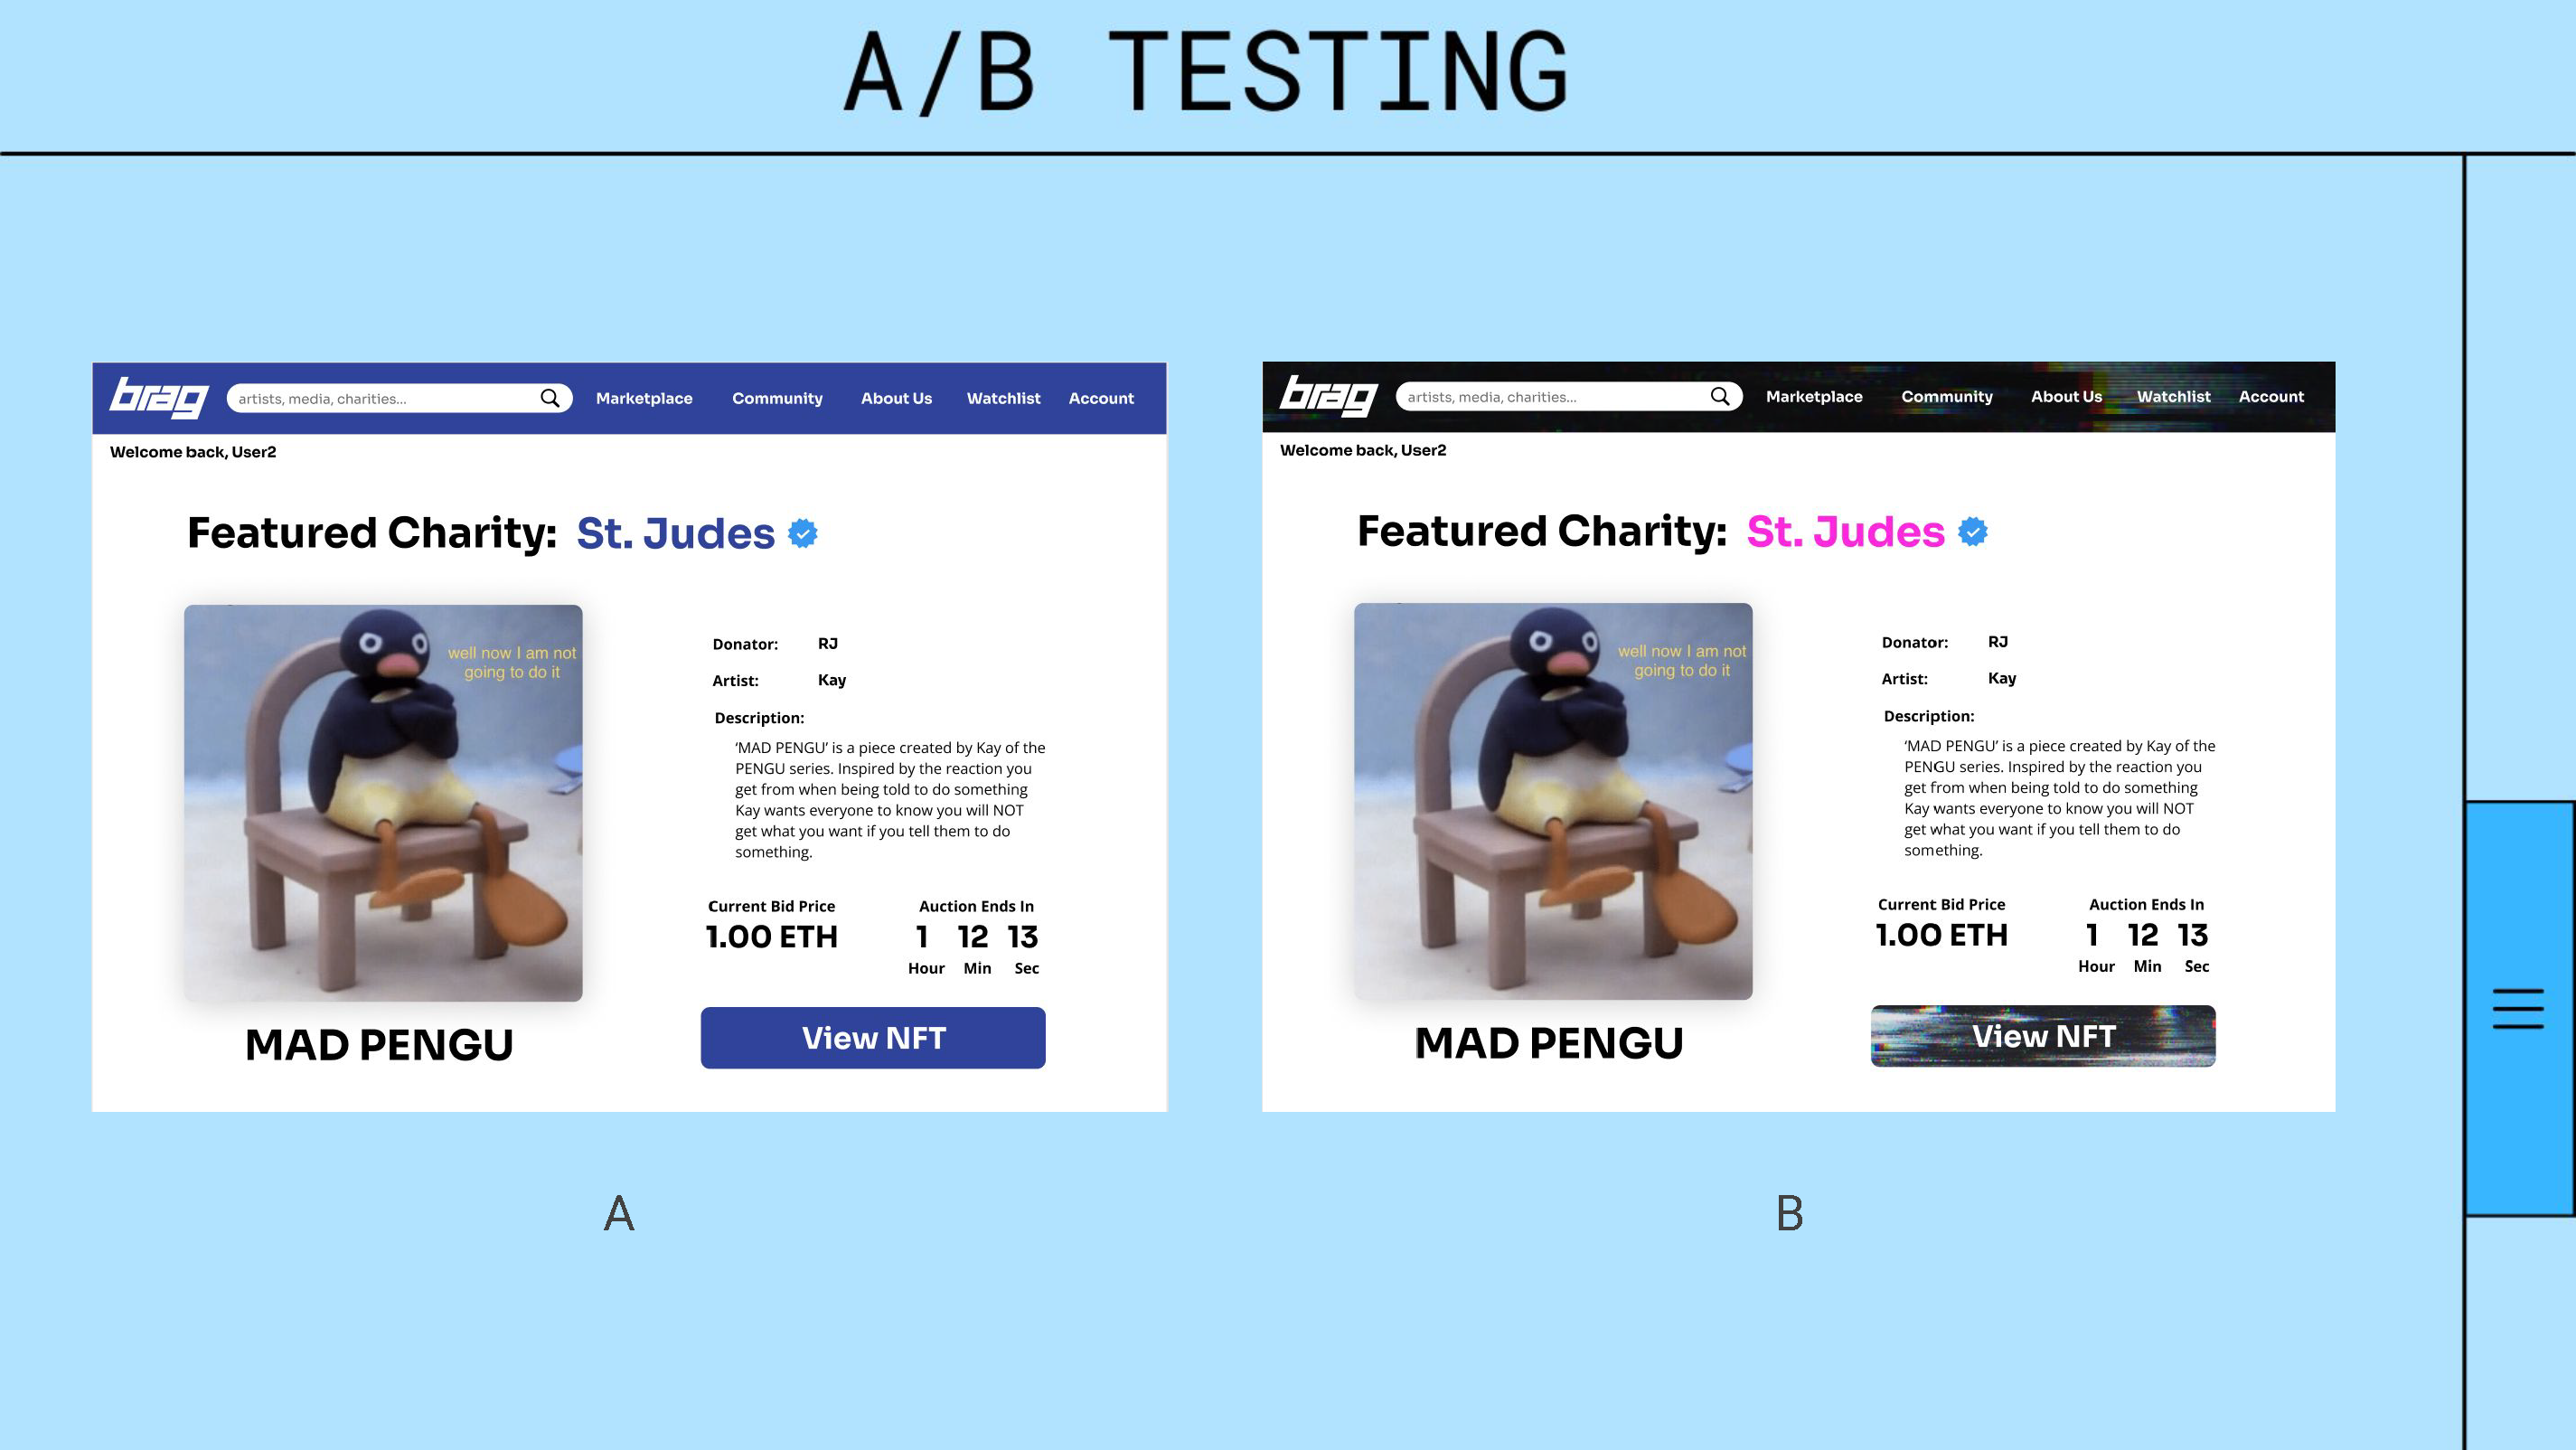 A/B TESTING
brag
artists, media, charities...
Marketplace Community About Us Watchlist Account
Welcome back, User2
Featured Charity: St. Judes
well now I am not
going to do it
MAD PENGU
Donator: RJ
Artist: Kay
Description:
‘MAD PENGU’ is a piece created by Kay of the
PENGU series. Inspired by the reaction you
get from when being told to do something
Kay wants everyone to know you will NOT
get what you want if you tell them to do
something.
Current Bid Price
1.00 ETH
Auction Ends In
1 12 13
Hour Min Sec
View NFT
A
brag
artists, media, charities...
Marketplace Community About Us Watchlist Account
Welcome back, User2
Featured Charity: St. Judes
well now I am not
going to do it
MAD PENGU
Donator: RJ
Artist: Kay
Description:
‘MAD PENGU’ is a piece created by Kay of the
PENGU series. Inspired by the reaction you
get from when being told to do something
Kay wants everyone to know you will NOT
get what you want if you tell them to do
something.
Current Bid Price
1.00 ETH
Auction Ends In
1 12 13
Hour Min Sec
View NFT
B